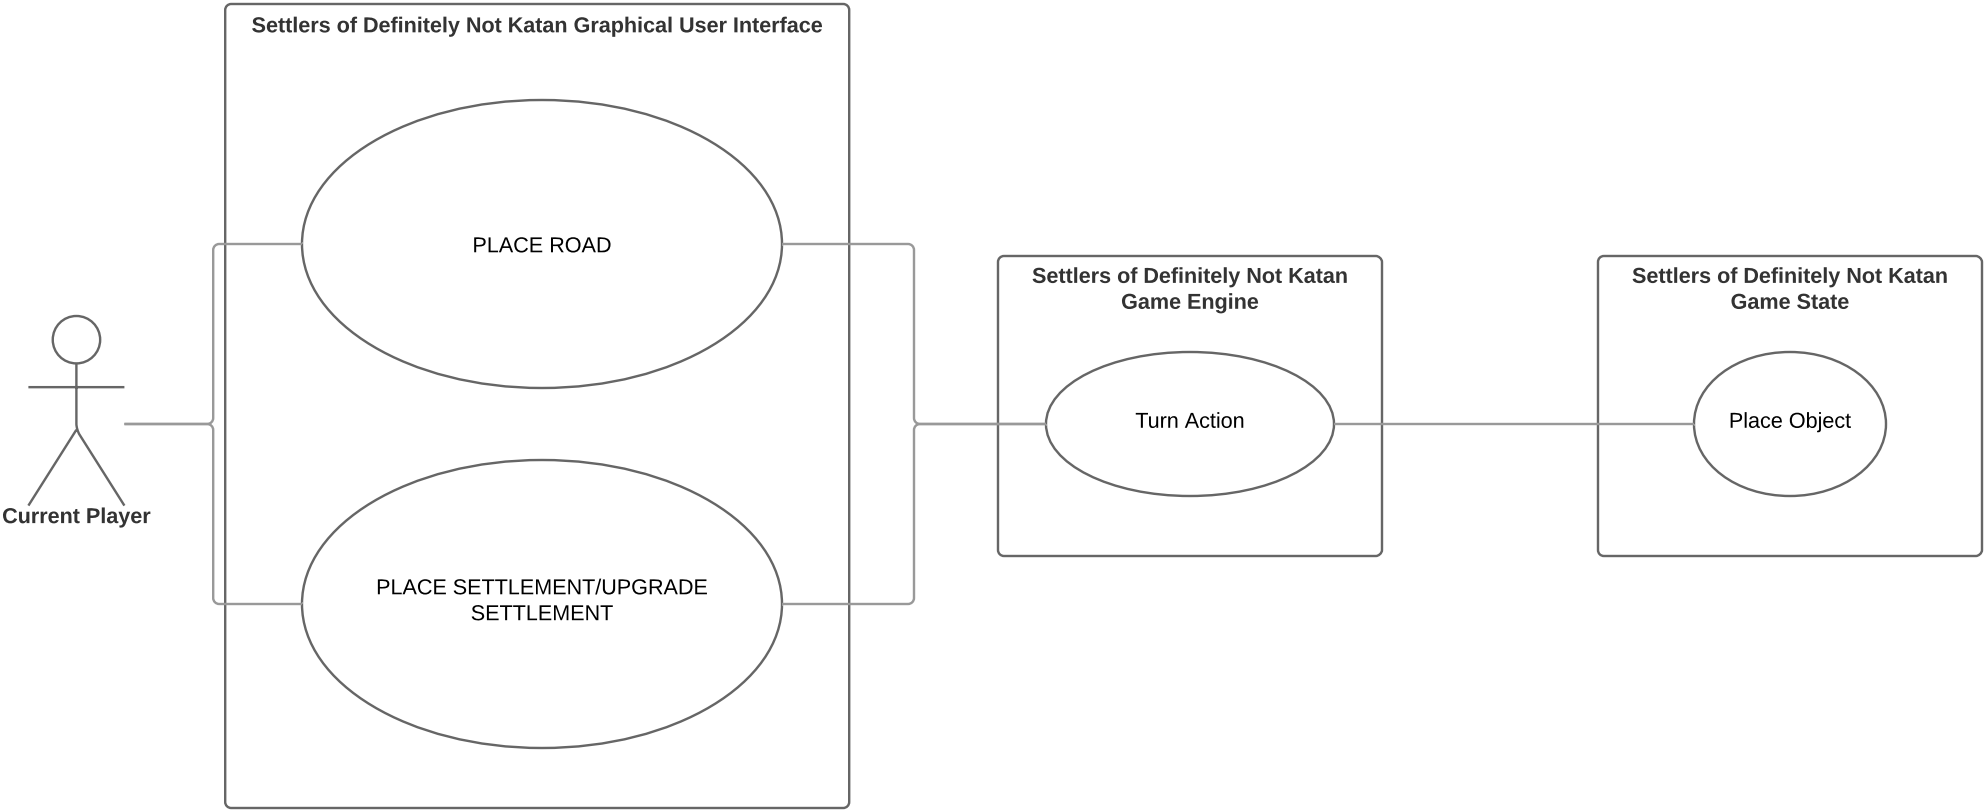 Settlers of Definitely Not Katan Graphical User Interface
PLACE ROAD
Current Player
PLACE SETTLEMENT/UPGRADE
SETTLEMENT
Settlers of Definitely Not Katan
Game Engine
Turn Action
Settlers of Definitely Not Katan
Game State
Place Object